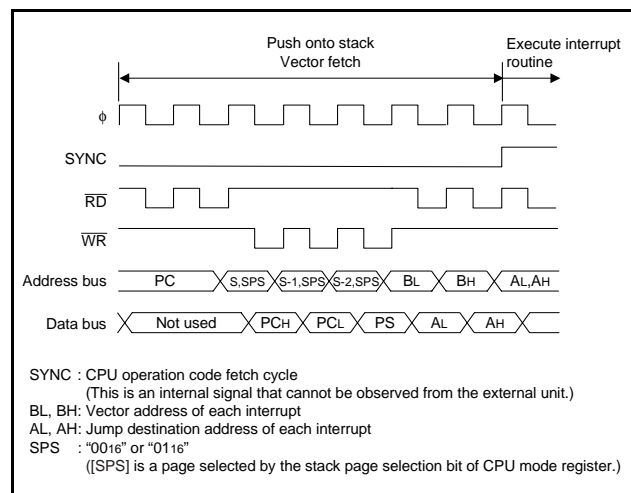 Push onto stack
Vector fetch
Execute interrupt
routine
ϕ
SYNC
RD
WR
Address bus
PC
S,SPS
S-1,SPS
S-2,SPS
BL
BH
AL,AH
Data bus
Not used
PCH
PCL
PS
AL
AH
SYNC : CPU operation code fetch cycle
(This is an internal signal that cannot be observed from the external unit.)
BL, BH: Vector address of each interrupt
AL, AH: Jump destination address of each interrupt
SPS : “0016” or “0116”
([SPS] is a page selected by the stack page selection bit of CPU mode register.)